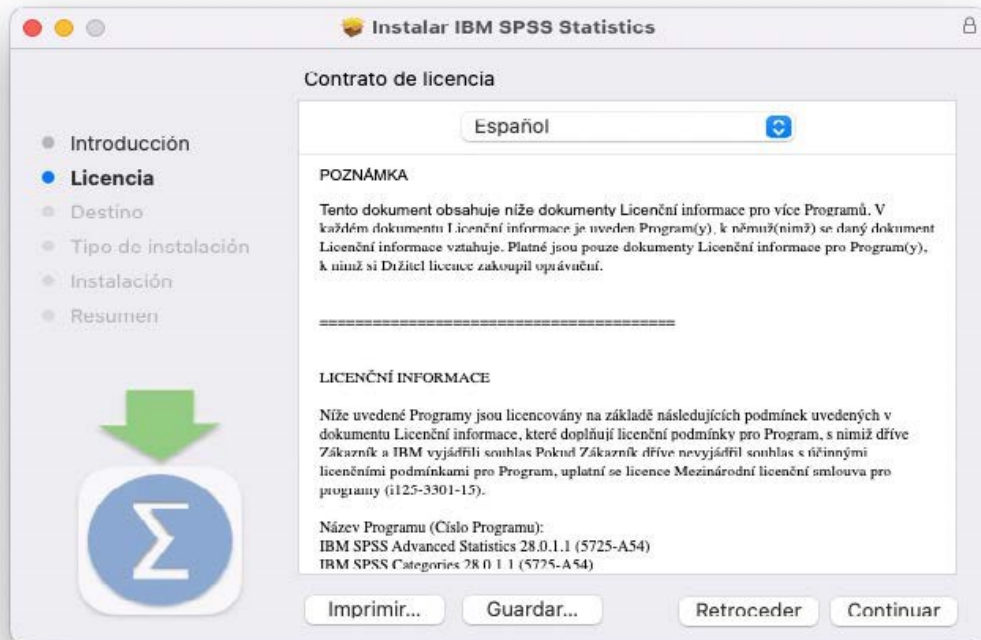 Instalar IBM SPSS Statistics
Contrato de licencia
Introducción
Licencia
Destino
Tipo de instalación
Instalación
Resumen
Español
POZNÁMKA
Tento dokument obsahuje níže dokumenty Licenční informace pro více Programů. V
každém dokumentu Licenční informace je uveden Program(y), k němuž(nimž) se daný dokument
Licenční informace vztahuje. Platné jsou pouze dokumenty Licenční informace pro Program(y),
k nimž si Držitel licence zakoupil oprávnění.
========================================
LICENČNÍ INFORMACE
Níže uvedené Programy jsou licencovány na základě následujících podmínek uvedených v
dokumentu Licenční informace, které doplňují licenční podmínky pro Program, s nimiž dříve
Zákazník a IBM vyjádřili souhlas Pokud Zákazník dříve nevyjádřil souhlas s účinnými
licenčními podmínkami pro Program, uplatní se licence Mezinárodní licenční smlouva pro
programy (i125-3301-15).
Název Programu (Číslo Programu):
IBM SPSS Advanced Statistics 28.0.1.1 (5725-A54)
IBM SPSS Categories 28.0.1.1 (5725-A54)
Σ
Imprimir...
Guardar...
Retroceder
Continuar